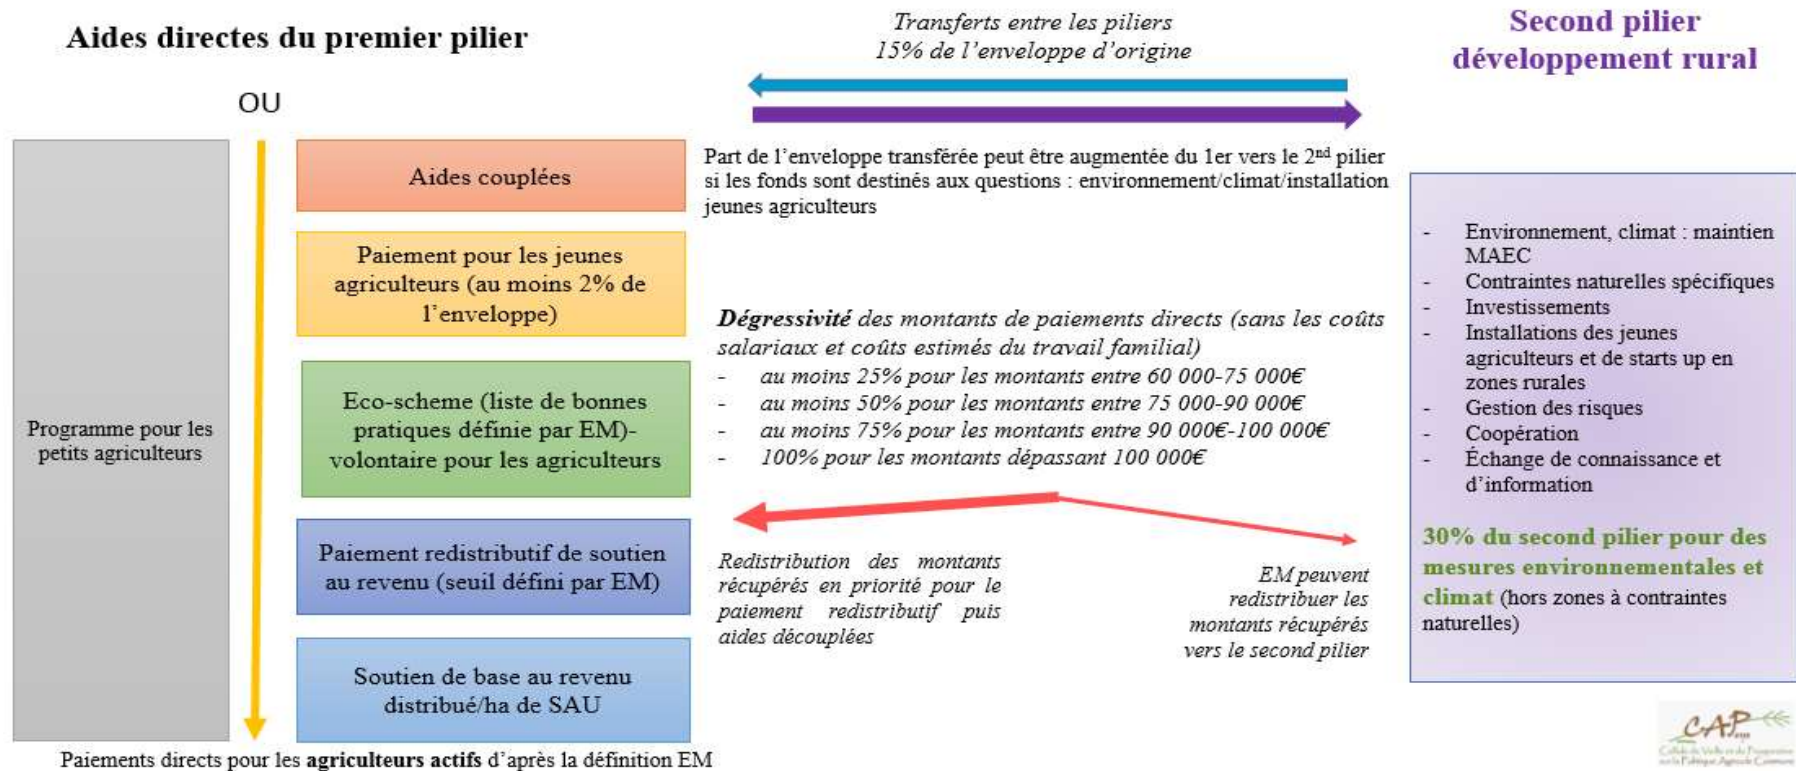 Aides directes du premier pilier
OU
Programme pour les
petits agriculteurs
Aides couplées
Paiement pour les jeunes
agriculteurs (au moins 2% de
l’enveloppe)
Eco-scheme (liste de bonnes
pratiques définie par EM)-
volontaire pour les agriculteurs
Paiement redistributif de soutien
au revenu (seuil défini par EM)
Soutien de base au revenu
distribué/ha de SAU
Paiements directs pour les agriculteurs actifs d’après la définition EM
Transferts entre les piliers
15% de l’enveloppe d’origine
Part de l’enveloppe transférée peut être augmentée du 1er vers le 2nd pilier
si les fonds sont destinés aux questions : environnement/climat/installation
jeunes agriculteurs
Dégressivité des montants de paiements directs (sans les coûts
salariaux et coûts estimés du travail familial)
- au moins 25% pour les montants entre 60 000-75 000€
- au moins 50% pour les montants entre 75 000-90 000€
- au moins 75% pour les montants entre 90 000€-100 000€
- 100% pour les montants dépassant 100 000€
Redistribution des montants
récupérés en priorité pour le
paiement redistributif puis
aides découplées
EM peuvent
redistribuer les
montants récupérés
vers le second pilier
Second pilier
développement rural
- Environnement, climat : maintien
MAEC
- Contraintes naturelles spécifiques
- Investissements
- Installations des jeunes
agriculteurs et de starts up en
zones rurales
- Gestion des risques
- Coopération
- Échange de connaissance et
d’information
30% du second pilier pour des
mesures environnementales et
climat (hors zones à contraintes
naturelles)
CAP
Cellule de Veille et de Prospective
sur la Politique Agricole Commune